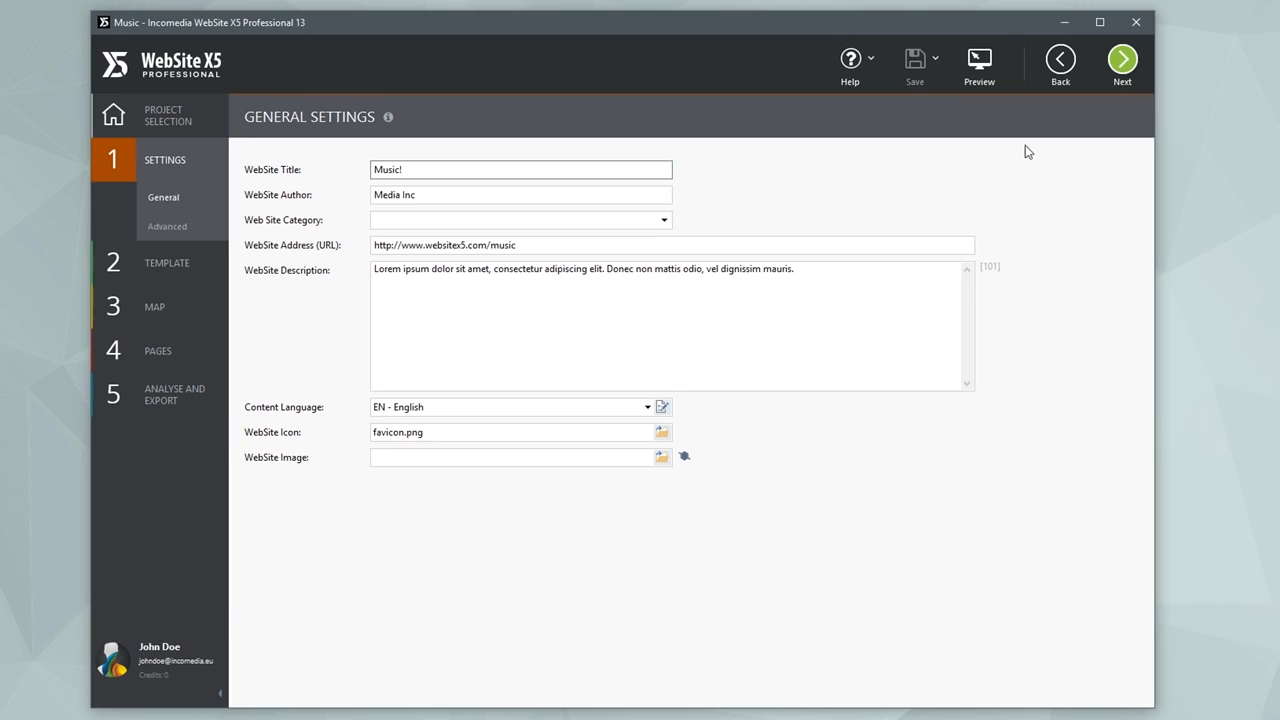 Music - Incomedia WebSite X5 Professional 13
WebSite X5
PROFESSIONAL
Help
Save
Preview
Back
Next
PROJECT
SELECTION
GENERAL SETTINGS
1
SETTINGS
General
Advanced
2
TEMPLATE
3
MAP
4
PAGES
5
ANALYSE AND
EXPORT
WebSite Title:
Music!
WebSite Author:
Media Inc
Web Site Category:
WebSite Address (URL):
http://www.websitex5.com/music
WebSite Description:
Lorem ipsum dolor sit amet, consectetur adipiscing elit. Donec non mattis odio, vel dignissim mauris.
[101]
Content Language:
EN - English
WebSite Icon:
favicon.png
WebSite Image:
John Doe
johndoe@incomedia.eu
Credits: 0